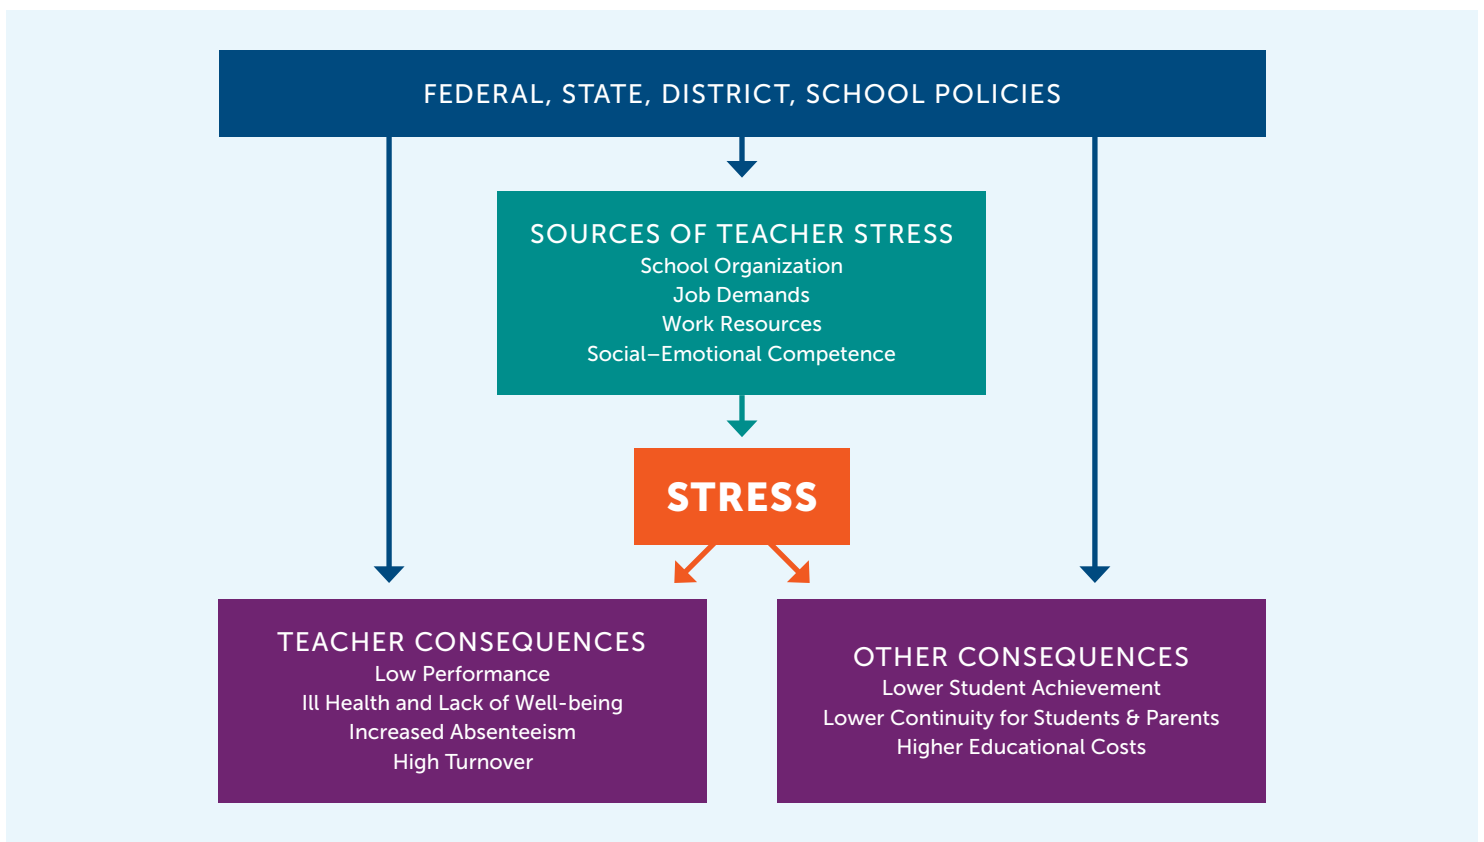 FEDERAL, STATE, DISTRICT, SCHOOL POLICIES
SOURCES OF TEACHER STRESS
School Organization
Job Demands
Work Resources
Social–Emotional Competence
STRESS
TEACHER CONSEQUENCES
Low Performance
Ill Health and Lack of Well-being
Increased Absenteeism
High Turnover
OTHER CONSEQUENCES
Lower Student Achievement
Lower Continuity for Students & Parents
Higher Educational Costs